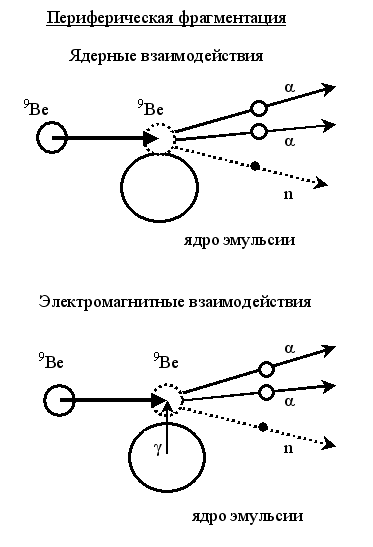 Периферическая фрагментация
Ядерные взаимодействия
α
⁹Be ⁹Be
α
n
ядро эмульсии
Электромагнитные взаимодействия
α
⁹Be ⁹Be
α
γ n
ядро эмульсии